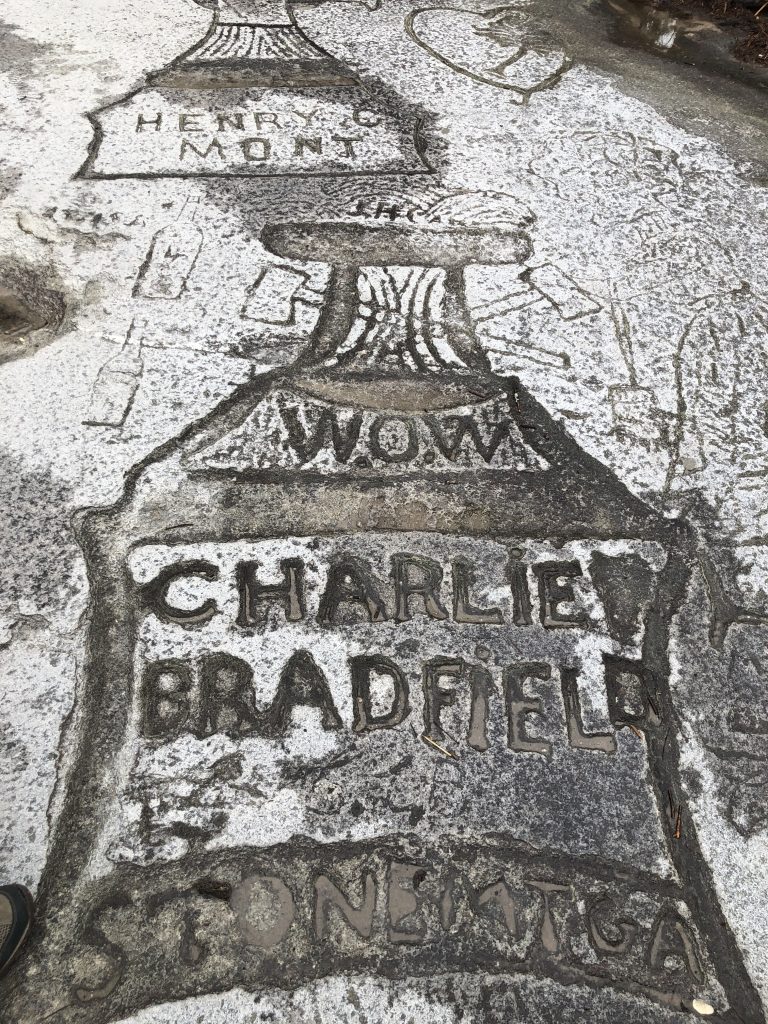 HENRY C
MONT
W.O.W
CHARLiE
BRADFiELD
STONEMTGA